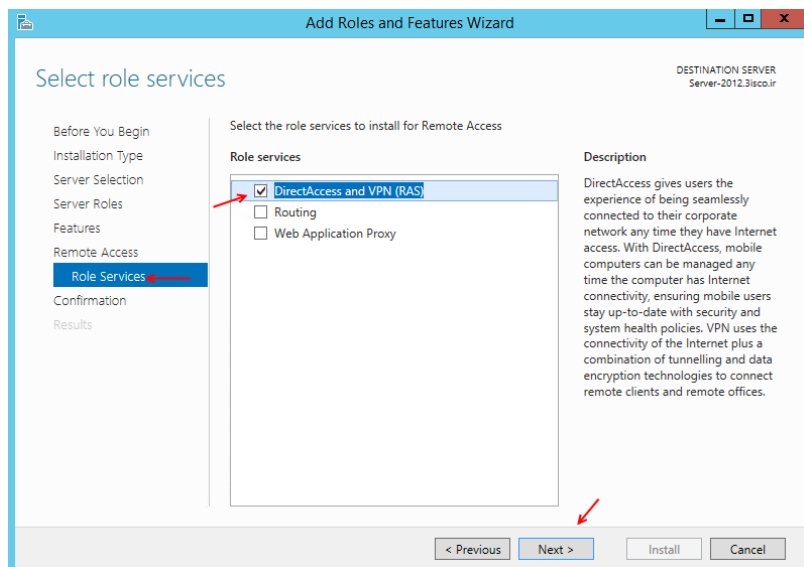 Add Roles and Features Wizard
Select role services
DESTINATION SERVER
Server-2012.3isco.ir
Before You Begin
Installation Type
Server Selection
Server Roles
Features
Remote Access
Role Services
Confirmation
Results
Select the role services to install for Remote Access
Role services
DirectAccess and VPN (RAS)
Routing
Web Application Proxy
Description
DirectAccess gives users the
experience of being seamlessly
connected to their corporate
network any time they have Internet
access. With DirectAccess, mobile
computers can be managed any
time the computer has Internet
connectivity, ensuring mobile users
stay up-to-date with security and
system health policies. VPN uses the
connectivity of the Internet plus a
combination of tunnelling and data
encryption technologies to connect
remote clients and remote offices.
< Previous
Next >
Install
Cancel